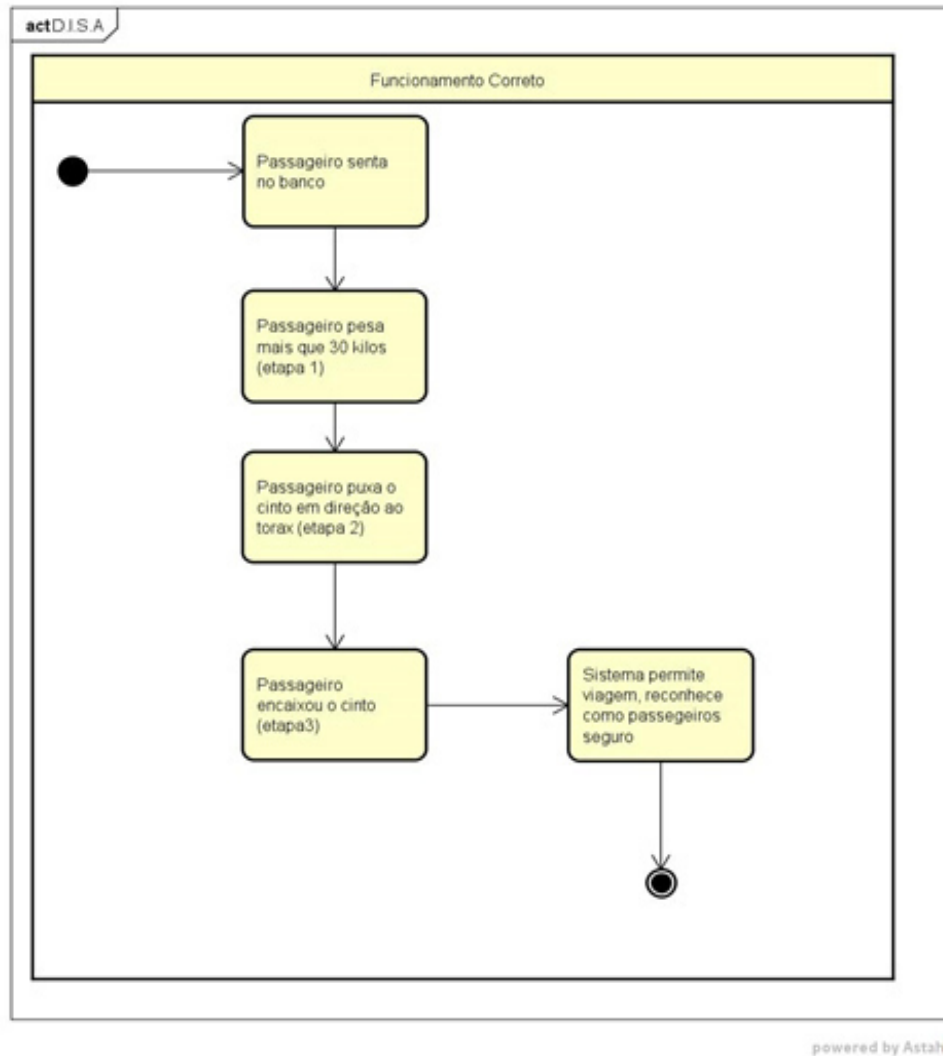 act D.I.S.A
Funcionamento Correto
Passageiro senta
no banco
Passageiro pesa
mais que 30 kilos
(etapa 1)
Passageiro puxa o
cinto em direção ao
torax (etapa 2)
Passageiro
encaixou o cinto
(etapa3)
Sistema permite
viagem, reconhece
como passegeiros
seguro
powered by Astah